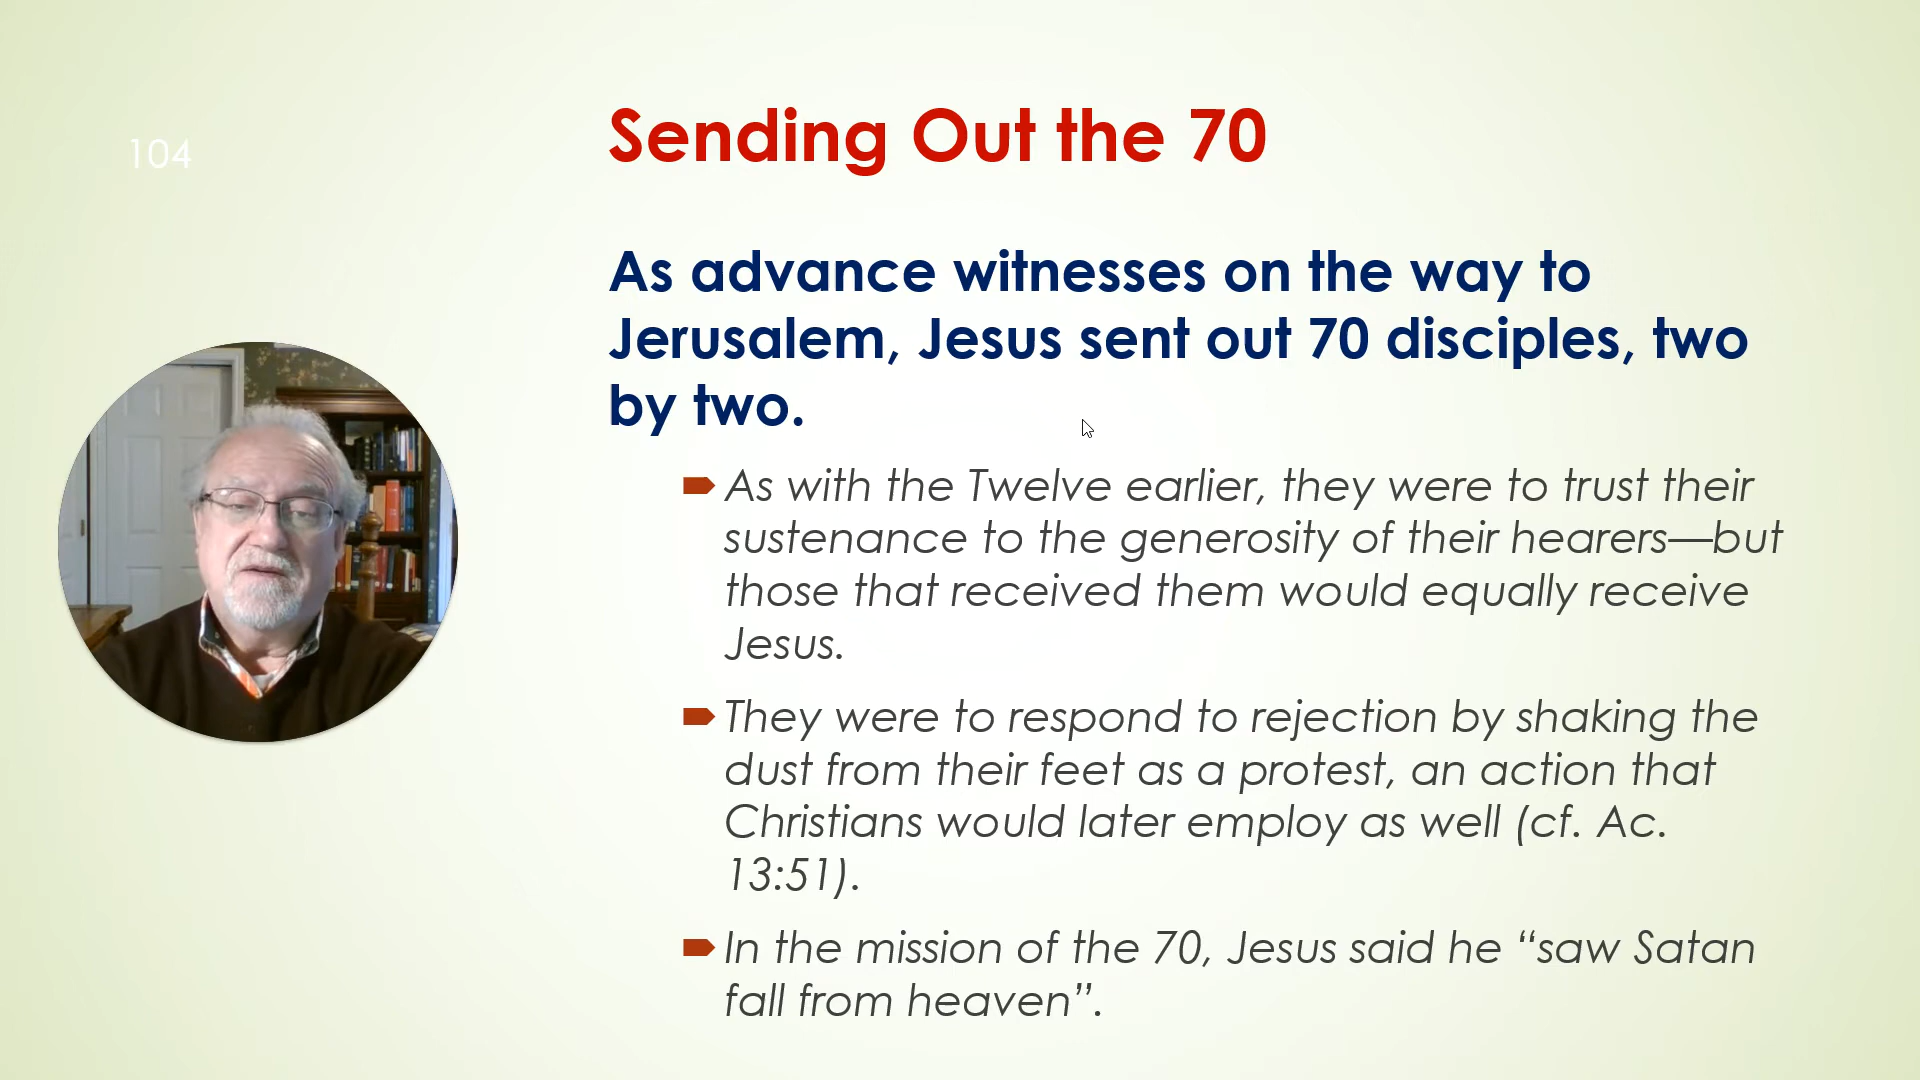 104
Sending Out the 70
As advance witnesses on the way to
Jerusalem, Jesus sent out 70 disciples, two
by two.
As with the Twelve earlier, they were to trust their
sustenance to the generosity of their hearers—but
those that received them would equally receive
Jesus.
They were to respond to rejection by shaking the
dust from their feet as a protest, an action that
Christians would later employ as well (cf. Ac.
13:51).
In the mission of the 70, Jesus said he “saw Satan
fall from heaven”.